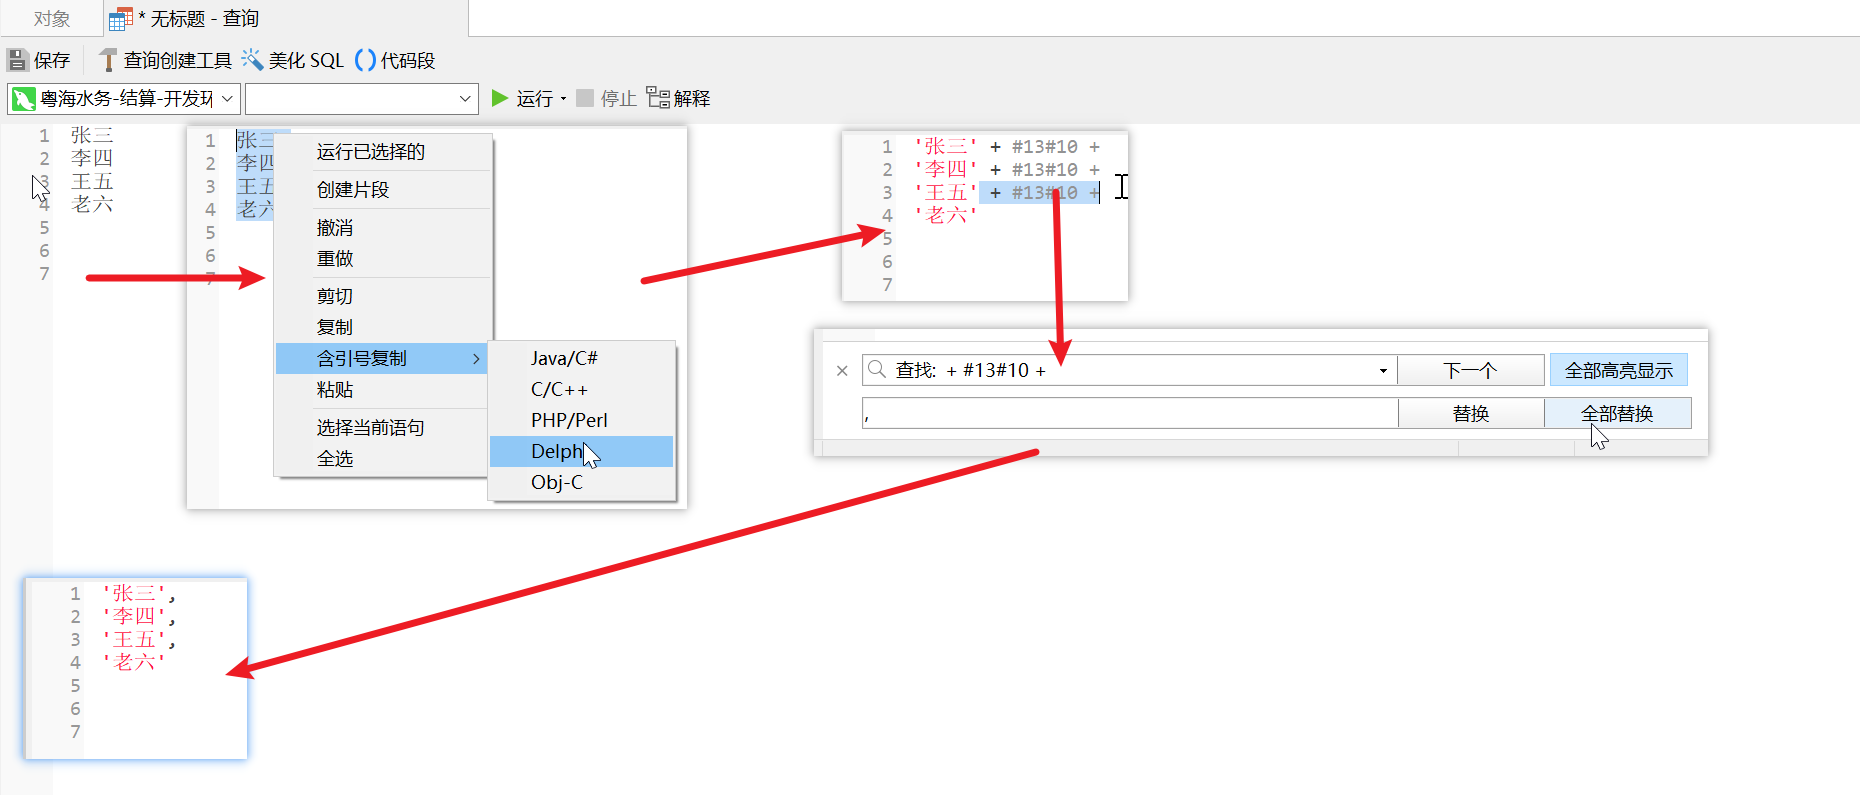 对象
* 无标题 - 查询
保存
查询创建工具
美化 SQL
代码段
粤海水务-结算-开发环
运行
停止
解释
1 张三
2 李四
3 王五
4 老六
5
6
7
1 张三
2 李四
3 王五
4 老六
5
6
7
运行已选择的
创建片段
撤消
重做
剪切
复制
含引号复制
粘贴
选择当前语句
全选
Java/C#
C/C++
PHP/Perl
Delph
Obj-C
1 '张三' + #13#10 +
2 '李四' + #13#10 +
3 '王五' + #13#10 +
4 '老六'
5
6
7
查找: + #13#10 +
下一个
全部高亮显示
,
替换
全部替换
1 '张三',
2 '李四',
3 '王五',
4 '老六'
5
6
7